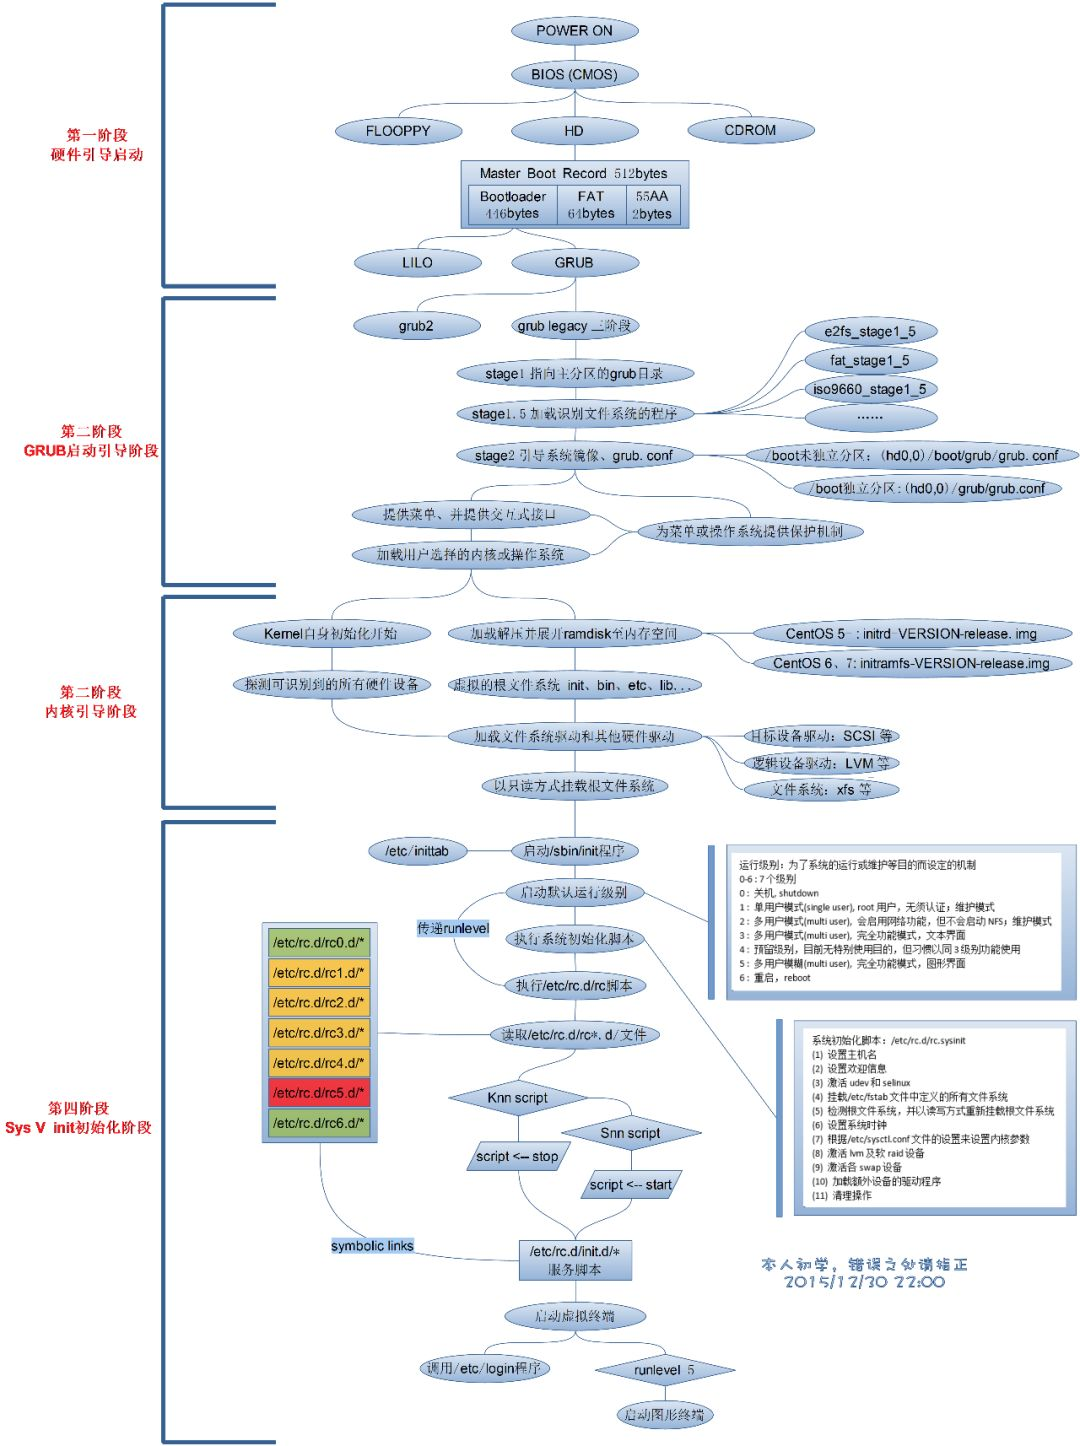 POWER ON
BIOS (CMOS)
FLOOPPY
HD
CDROM
第一阶段
硬件引导启动
Master Boot Record 512bytes
Bootloader
446bytes
FAT
64bytes
55AA
2bytes
LILO
GRUB
grub2
grub legacy 三阶段
e2fs_stage1_5
fat_stage1_5
iso9660_stage1_5
……
stage1 指向主分区的grub目录
stage1.5 加载识别文件系统的程序
第二阶段
GRUB启动引导阶段
stage2 引导系统镜像、grub. conf
/boot未独立分区：(hd0,0)/boot/grub/grub. conf
/boot独立分区:(hd0,0)/grub/grub.conf
提供菜单、并提供交互式接口
为菜单或操作系统提供保护机制
加载用户选择的内核或操作系统
Kernel自身初始化开始
加载解压并展开ramdisk至内存空间
CentOS 5- : initrd-VERSION-release. img
CentOS 6、7: initramfs-VERSION-release.img
探测可识别到的所有硬件设备
虚拟的根文件系统 init、bin、etc、lib...
第二阶段
内核引导阶段
加载文件系统驱动和其他硬件驱动
目标设备驱动：SCSI 等
逻辑设备驱动：LVM 等
文件系统：xfs 等
以只读方式挂载根文件系统
/etc/inittab
启动/sbin/init程序
启动默认运行级别
传递runlevel
执行系统初始化脚本
执行/etc/rc.d/rc脚本
读取/etc/rc.d/rc*. d/文件
运行级别：为了系统的运行或维护等目的而设定的机制
0-6 : 7 个级别
0 : 关机, shutdown
1 : 单用户模式(single user), root 用户，无须认证；维护模式
2 : 多用户模式(multi user), 会启用网络功能，但不会启动 NFS；维护模式
3 : 多用户模式(multi user), 完全功能模式，文本界面
4 : 预留级别，目前无特别使用目的，但习惯以同 3 级别功能使用
5 : 多用户模糊(multi user), 完全功能模式，图形界面
6 : 重启，reboot
/etc/rc.d/rc0.d/*
/etc/rc.d/rc1.d/*
/etc/rc.d/rc2.d/*
/etc/rc.d/rc3.d/*
/etc/rc.d/rc4.d/*
/etc/rc.d/rc5.d/*
/etc/rc.d/rc6.d/*
系统初始化脚本：/etc/rc.d/rc.sysinit
(1) 设置主机名
(2) 设置欢迎信息
(3) 激活 udev 和 selinux
(4) 挂载/etc/fstab 文件中定义的所有文件系统
(5) 检测根文件系统，并以读写方式重新挂载根文件系统
(6) 设置系统时钟
(7) 根据/etc/sysctl.conf 文件的设置来设置内核参数
(8) 激活 lvm 及软 raid 设备
(9) 激活各 swap 设备
(10) 加载额外设备的驱动程序
(11) 清理操作
第四阶段
Sys V init初始化阶段
Knn script
Snn script
script <-- stop
script <-- start
symbolic links
/etc/rc.d/init.d/*
服务脚本
本人初学，错误之处请指正
2015/12/30 22:00
启动虚拟终端
调用/etc/login程序
runlevel 5
启动图形终端